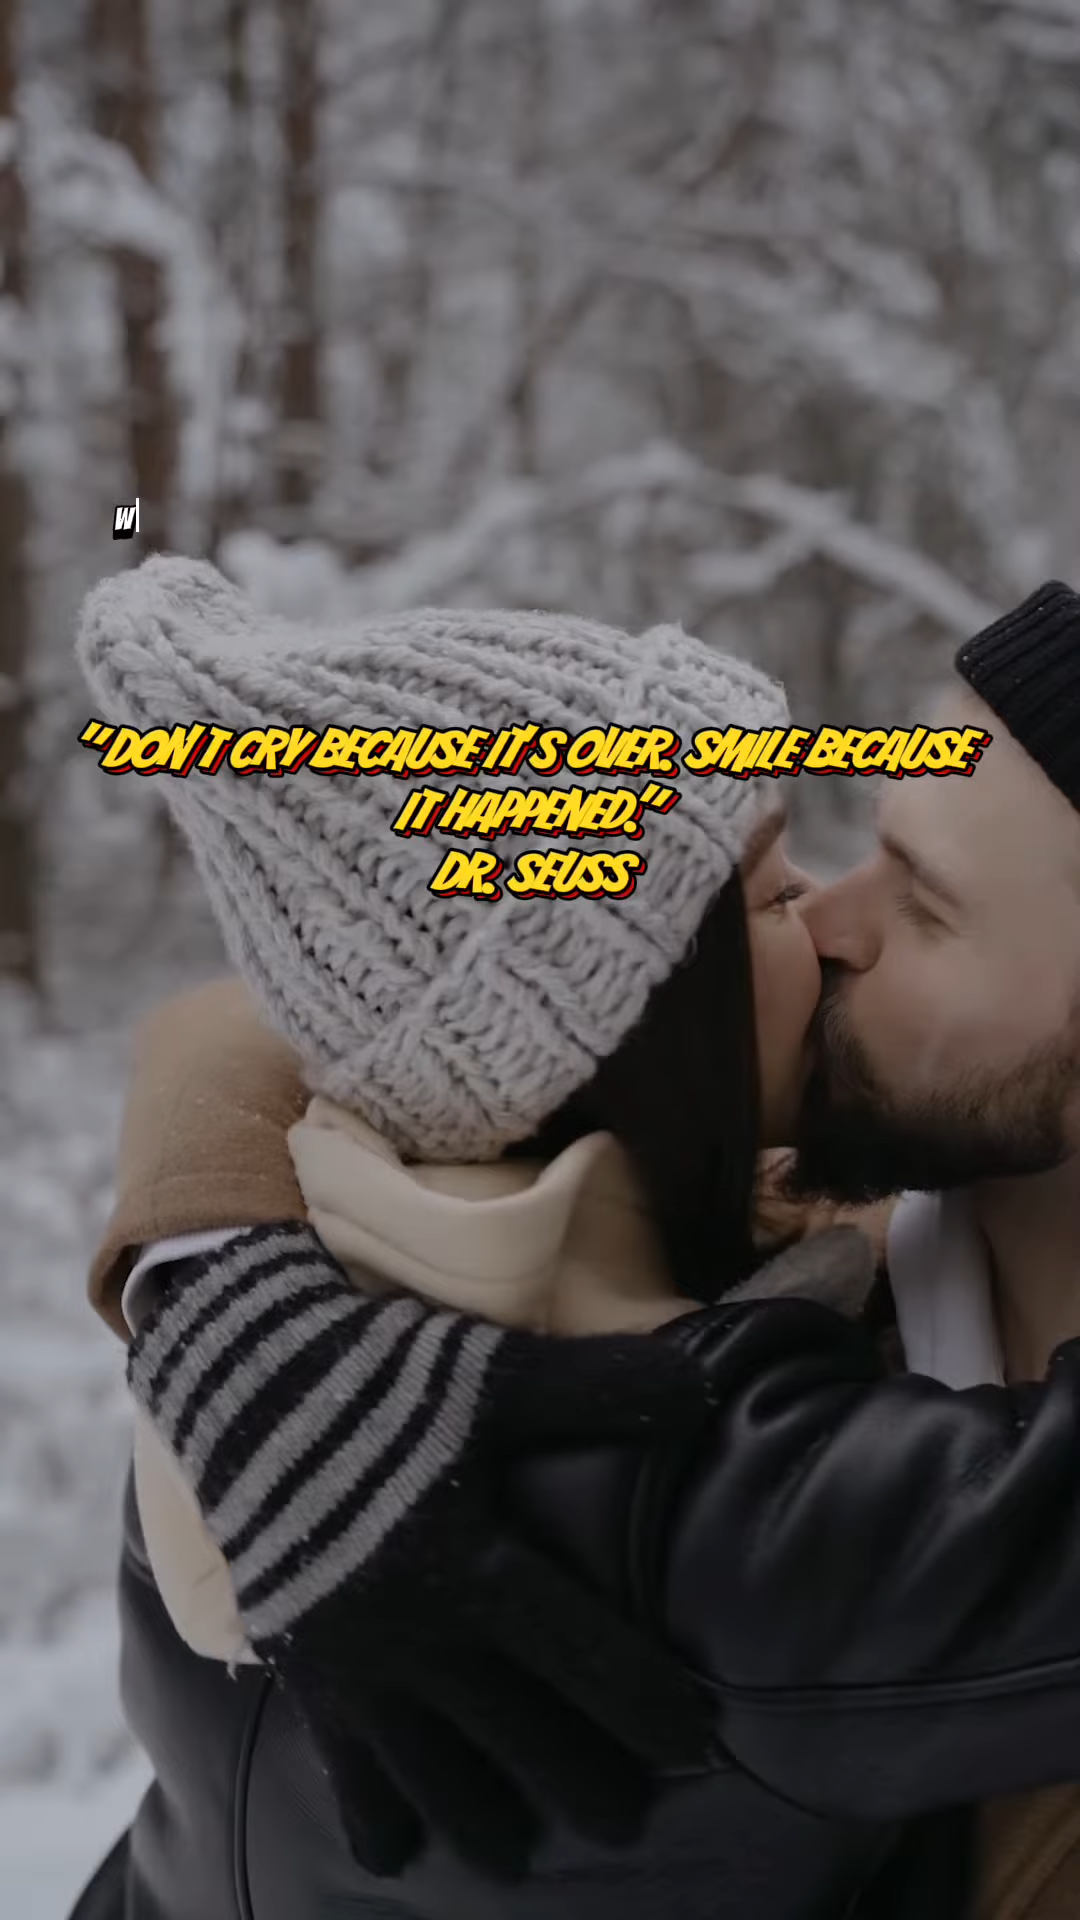 W
"DON'T CRY BECAUSE IT'S OVER. SMILE BECAUSE
IT HAPPENED."
DR. SEUSS